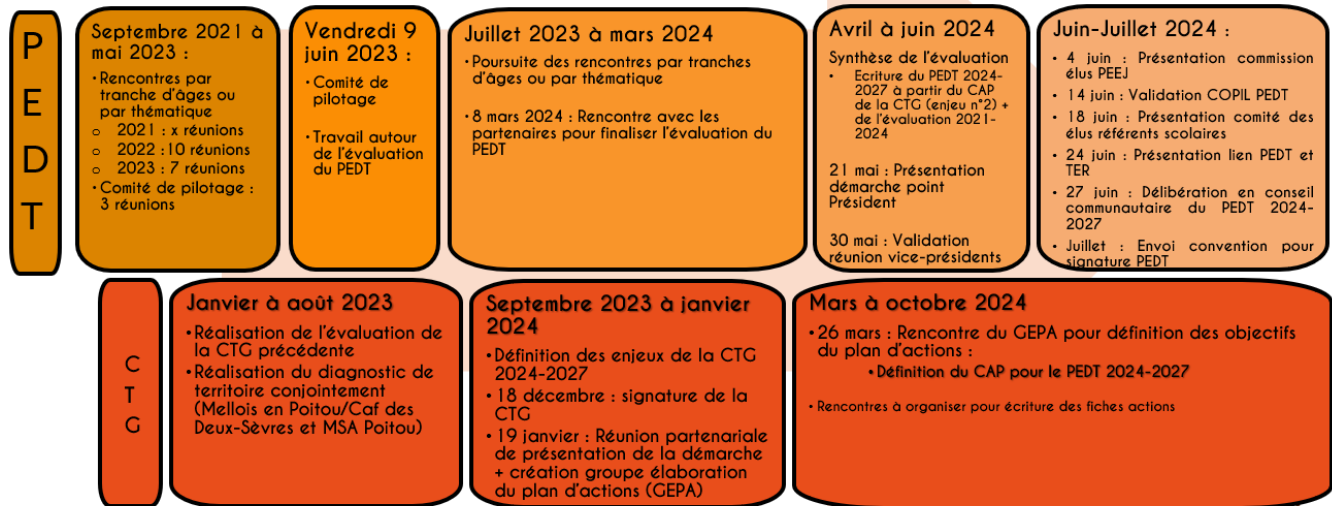 P
E
D
T
Septembre 2021 à
mai 2023 :
• Rencontres par
tranche d'âges ou
par thématique
o 2021 : x réunions
o 2022 :10 réunions
o 2023 : 7 réunions
• Comité de pilotage :
3 réunions
Vendredi 9
juin 2023 :
• Comité de
pilotage
• Travail autour
de l'évaluation
du PEDT
Juillet 2023 à mars 2024
• Poursuite des rencontres par tranches
d'âges ou par thématique
• 8 mars 2024 : Rencontre avec les
partenaires pour finaliser l'évaluation du
PEDT
Avril à juin 2024
Synthèse de l'évaluation
• Ecriture du PEDT 2024-
2027 à partir du CAP
de la CTG (enjeu n°2) +
de l'évaluation 2021-
2024
21 mai : Présentation
démarche point
Président
30 mai : Validation
réunion vice-présidents
Juin-Juillet 2024 :
• 4 juin : Présentation commission
élus PEEJ
• 14 juin : Validation COPIL PEDT
• 18 juin : Présentation comité des
élus référents scolaires
• 24 juin : Présentation lien PEDT et
TER
• 27 juin : Délibération en conseil
communautaire du PEDT 2024-
2027
• Juillet : Envoi convention pour
signature PEDT
C
T
G
Janvier à août 2023
• Réalisation de l'évaluation de
la CTG précédente
• Réalisation du diagnostic de
territoire conjointement
(Mellois en Poitou/Caf des
Deux-Sèvres et MSA Poitou)
Septembre 2023 à janvier
2024
• Définition des enjeux de la CTG
2024-2027
• 18 décembre : signature de la
CTG
• 19 janvier : Réunion partenariale
de présentation de la démarche
+ création groupe élaboration
du plan d'actions (GEPA)
Mars à octobre 2024
• 26 mars : Rencontre du GEPA pour définition des objectifs
du plan d'actions :
• Définition du CAP pour le PEDT 2024-2027
• Rencontres à organiser pour écriture des fiches actions